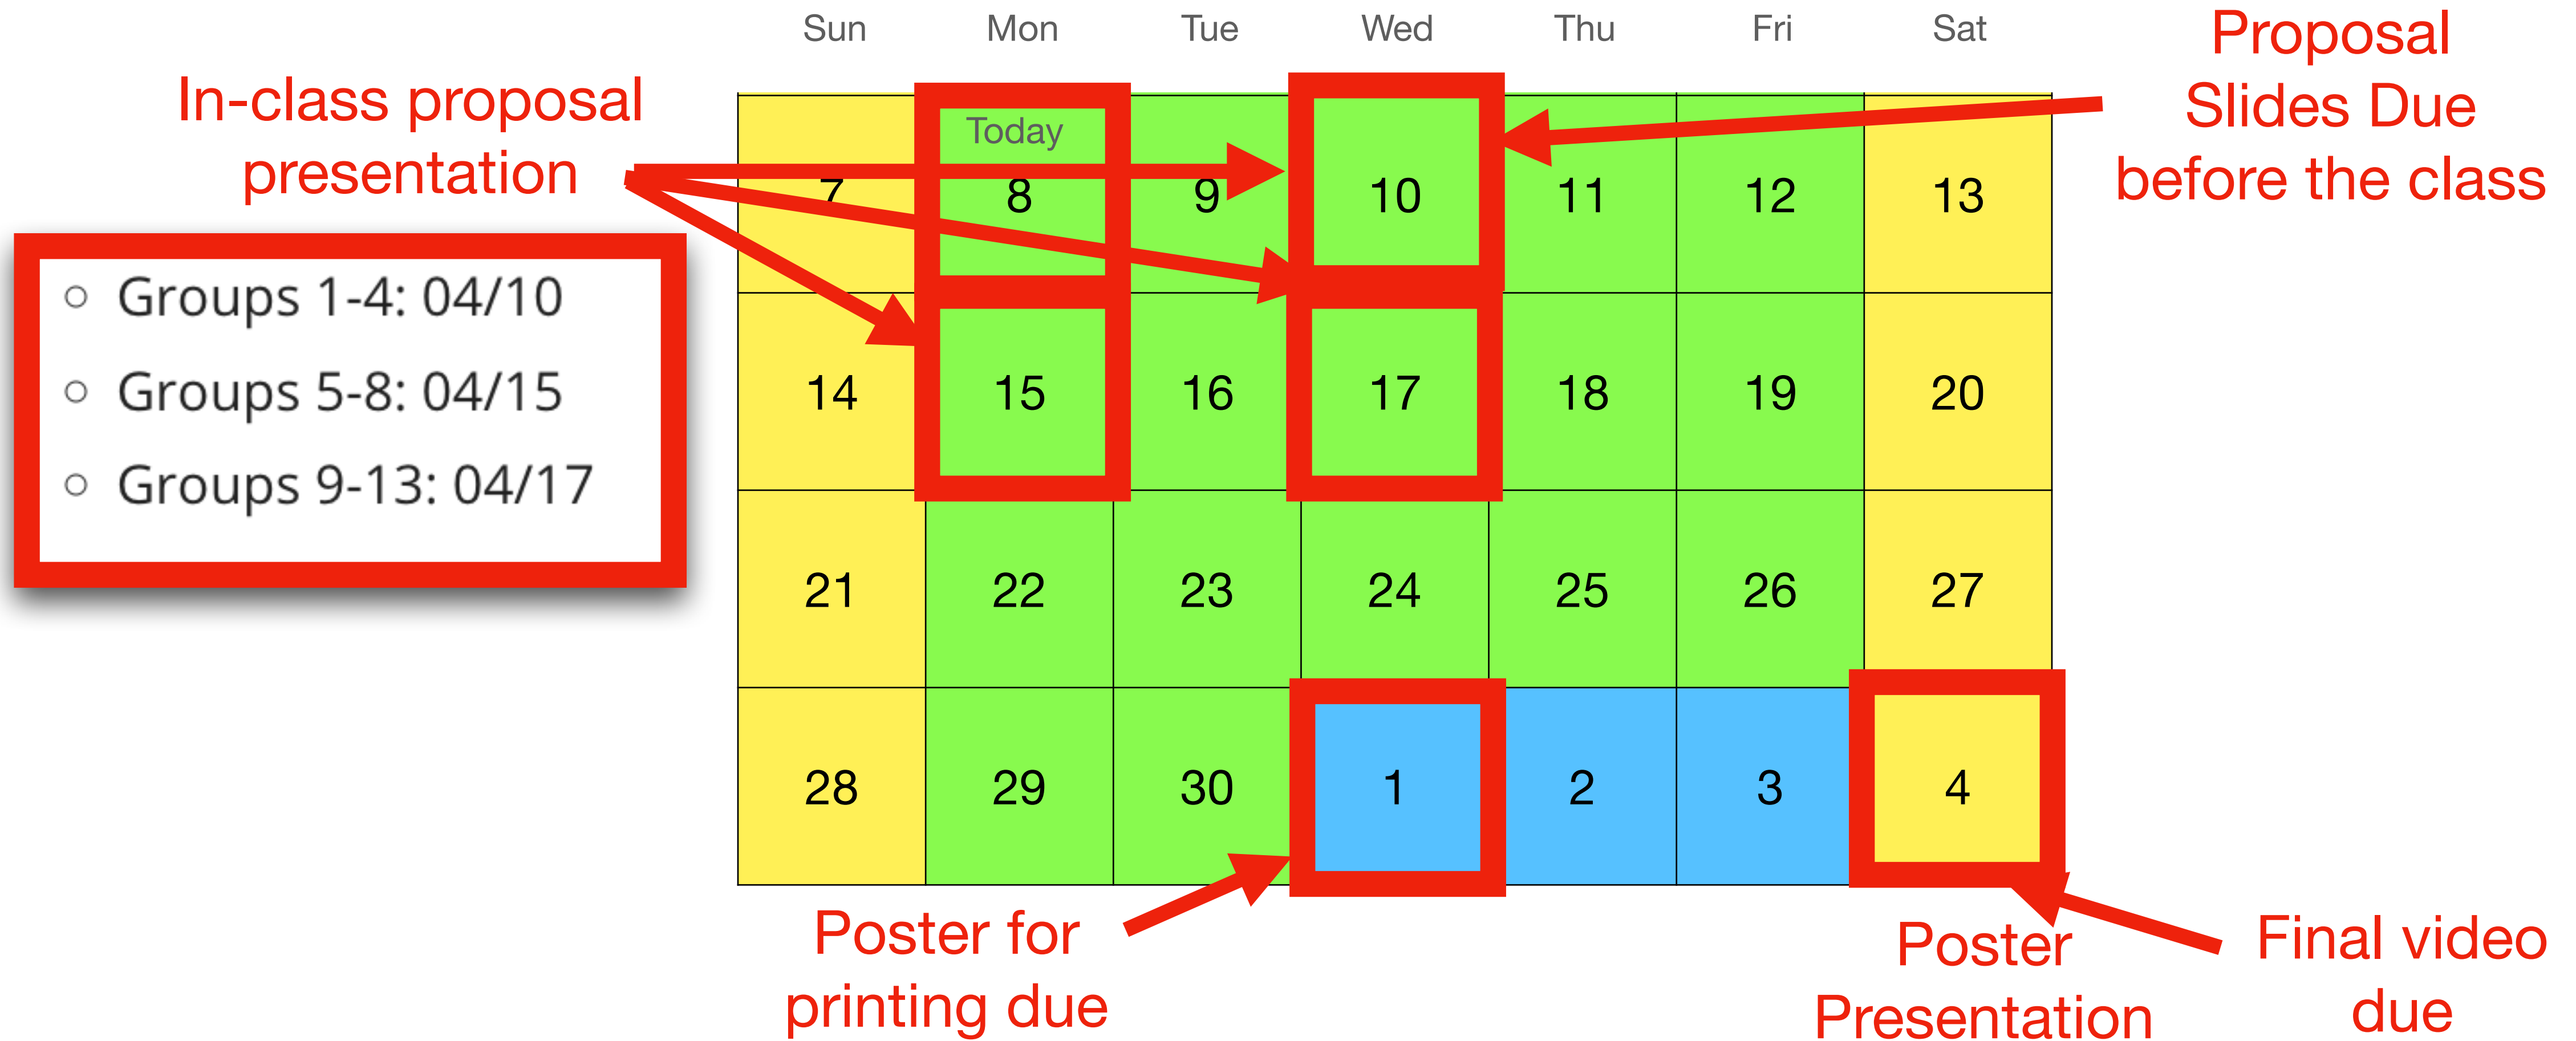 Sun Mon Tue Wed Thu Fri Sat
In-class proposal
presentation
Proposal
Slides Due
before the class
Today
7 8 9 10 11 12 13
○ Groups 1-4: 04/10
○ Groups 5-8: 04/15
○ Groups 9-13: 04/17
14 15 16 17 18 19 20
21 22 23 24 25 26 27
28 29 30 1 2 3 4
Poster for
printing due
Poster
Presentation
Final video
due